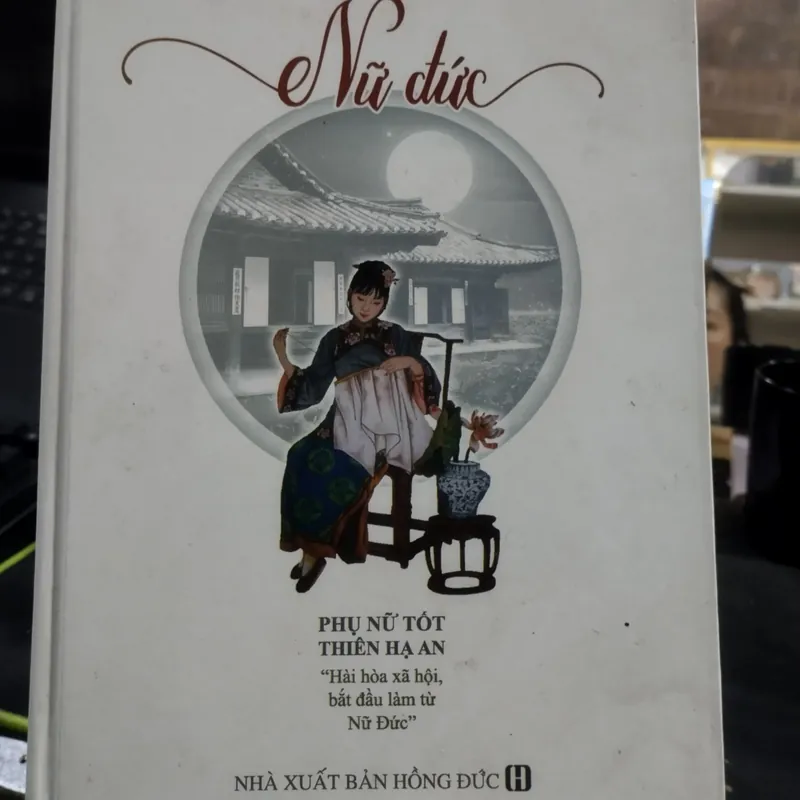 Nữ đức
PHỤ NỮ TỐT
THIÊN HẠ AN
“Hài hòa xã hội,
bắt đầu làm từ
Nữ Đức”
NHÀ XUẤT BẢN HỒNG ĐỨC